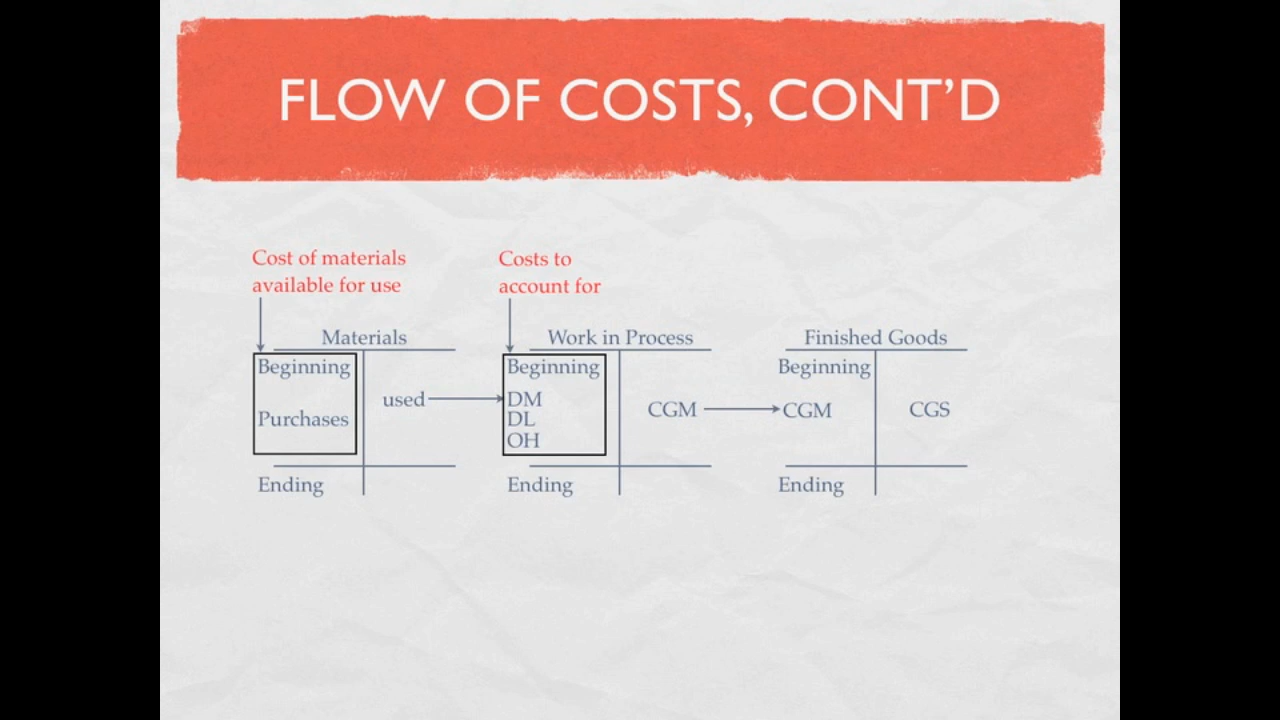 FLOW OF COSTS, CONT'D
Cost of materials
available for use
Costs to
account for
Materials
Beginning
Purchases
used
Ending
Work in Process
Beginning
DM
DL
OH
CGM
Ending
Finished Goods
Beginning
CGM
CGS
Ending